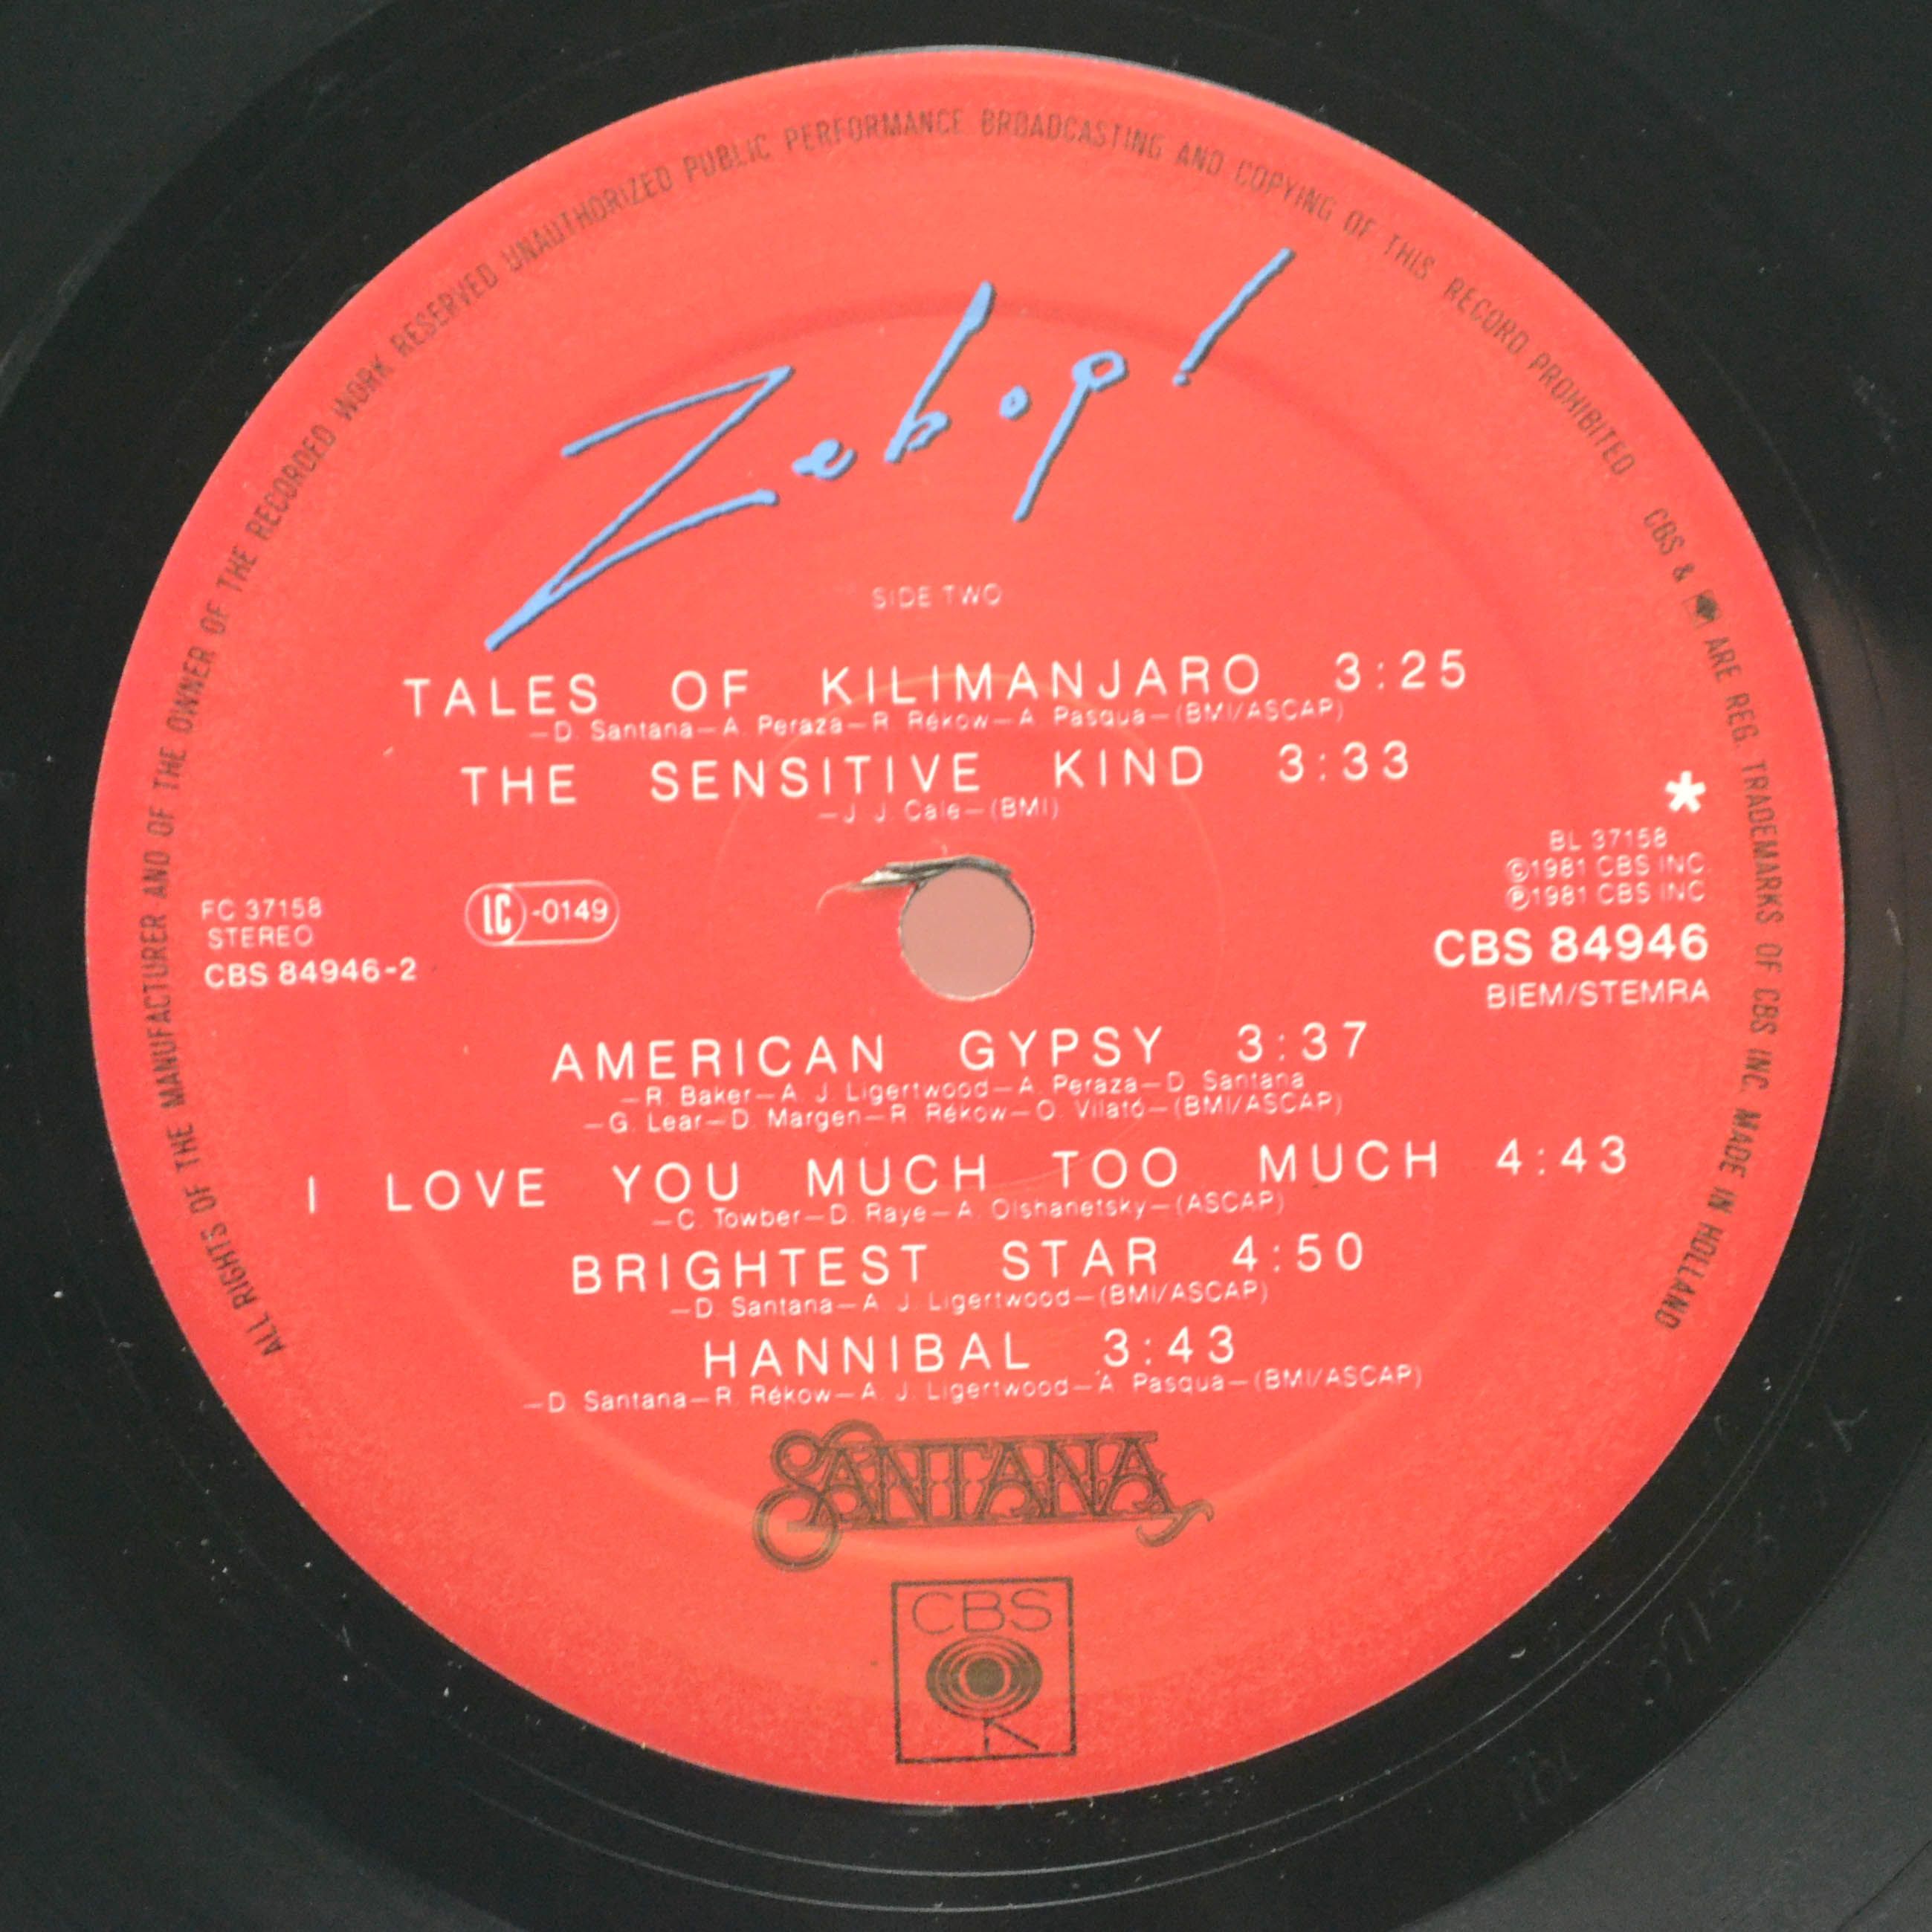 ALL RIGHTS OF THE MANUFACTURER AND OF THE OWNER OF THE RECORDED WORK RESERVED UNAUTHORIZED PUBLIC PERFORMANCE BROADCASTING AND COPYING OF THIS RECORD PROHIBITED CBS & ARE REG. TRADEMARKS OF CBS INC. MADE IN HOLLAND
Zebop!
SIDE TWO
TALES OF KILIMANJARO 3:25
—D. Santana—A. Peraza—R. Rékow—A. Pasqua—(BMI/ASCAP)
THE SENSITIVE KIND 3:33
—J. J. Cale—(BMI)
FC 37158
STEREO
CBS 84946-2
LC-0149
*
BL 37158
©1981 CBS INC.
℗1981 CBS INC
CBS 84946
BIEM/STEMRA
AMERICAN GYPSY 3:37
—R. Baker—A. J. Ligertwood—A. Peraza—D. Santana
—G. Lear—D. Margen—R. Rékow—O. Vilató—(BMI/ASCAP)
I LOVE YOU MUCH TOO MUCH 4:43
—C. Towber—D. Raye—A. Olshanetsky—(ASCAP)
BRIGHTEST STAR 4:50
—D. Santana—A. J. Ligertwood—(BMI/ASCAP)
HANNIBAL 3:43
—D. Santana—R. Rékow—A. J. Ligertwood—A. Pasqua—(BMI/ASCAP)
SANTANA
CBS